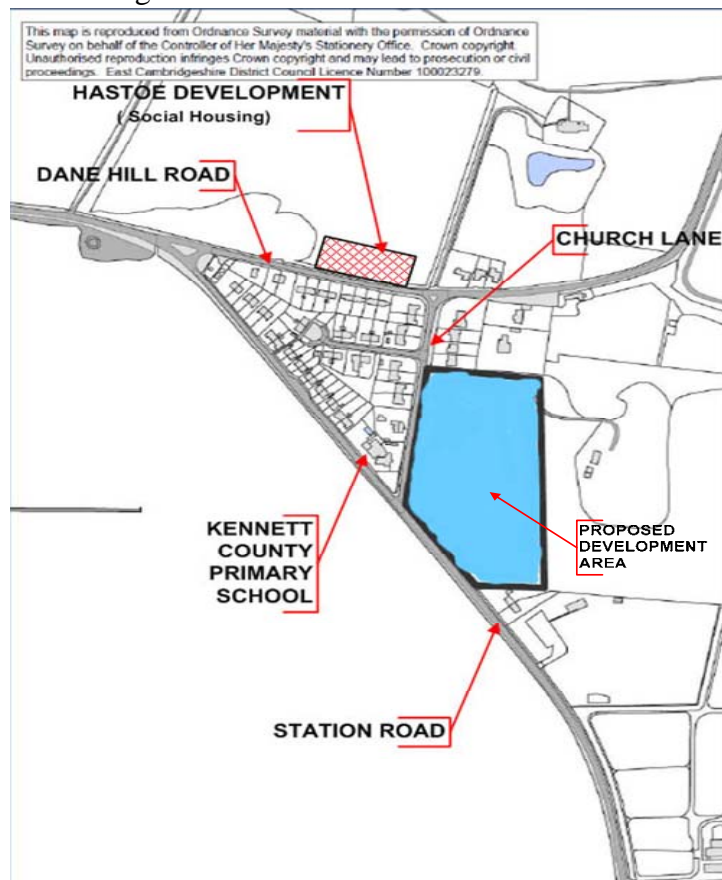 This map is reproduced from Ordnance Survey material with the permission of Ordnance
Survey on behalf of the Controller of Her Majesty's Stationery Office. Crown copyright.
Unauthorised reproduction infringes Crown copyright and may lead to prosecution or civil
proceedings. East Cambridgeshire District Council Licence Number 100023279.
HASTOE DEVELOPMENT
( Social Housing)
DANE HILL ROAD
CHURCH LANE
KENNETT
COUNTY
PRIMARY
SCHOOL
PROPOSED
DEVELOPMENT
AREA
STATION ROAD